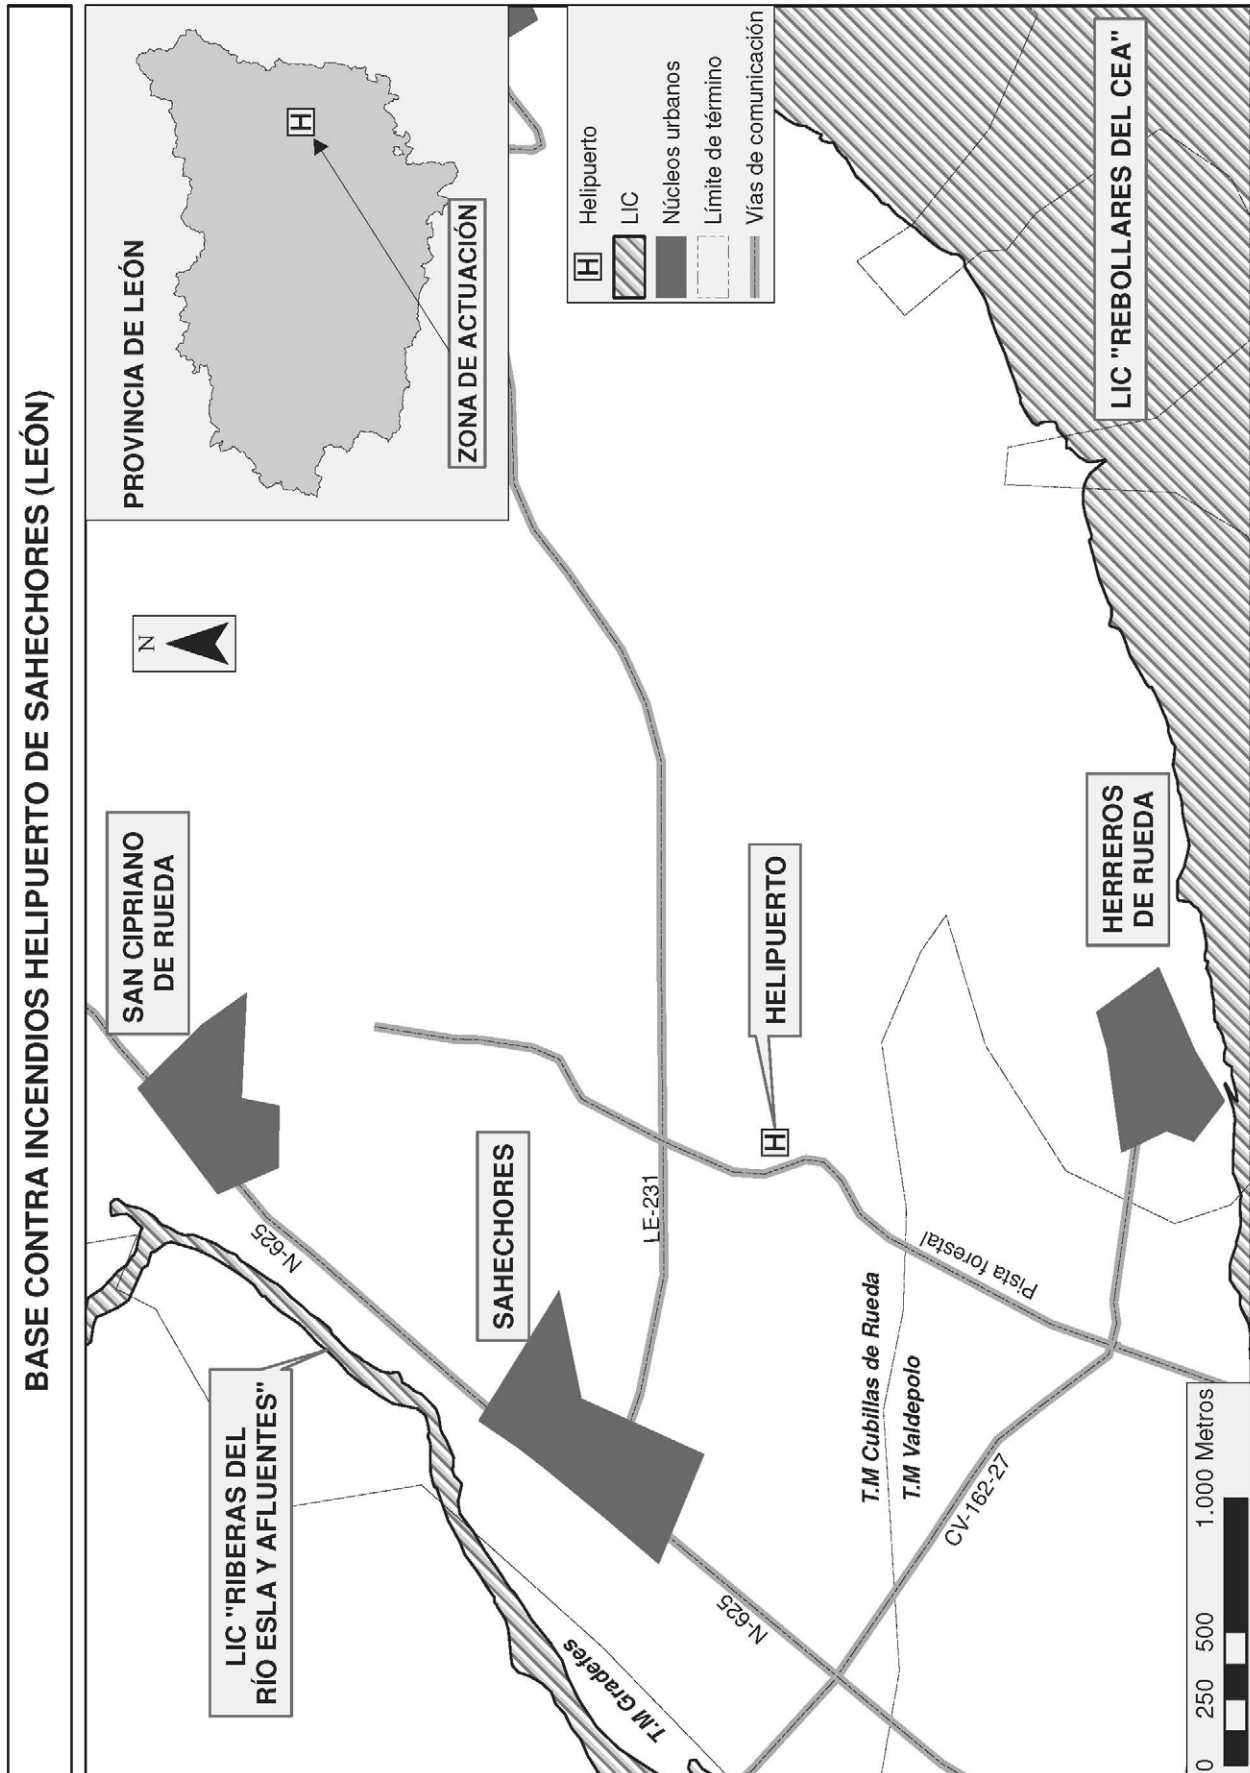 BASE CONTRA INCENDIOS HELIPUERTO DE SAHECHORES (LEÓN)
PROVINCIA DE LEÓN
H
ZONA DE ACTUACIÓN
N
SAN CIPRIANO
DE RUEDA
LIC "RIBERAS DEL
RÍO ESLA Y AFLUENTES"
N-625
SAHECHORES
LE-231
H Helipuerto
LIC
Núcleos urbanos
Límite de término
Vías de comunicación
T.M Gradefes
N-625
HELIPUERTO
H
T.M Cubillas de Rueda
T.M Valdepolo
Pista forestal
CV-162-27
HERREROS
DE RUEDA
LIC "REBOLLARES DEL CEA"
0 250 500 1.000 Metros